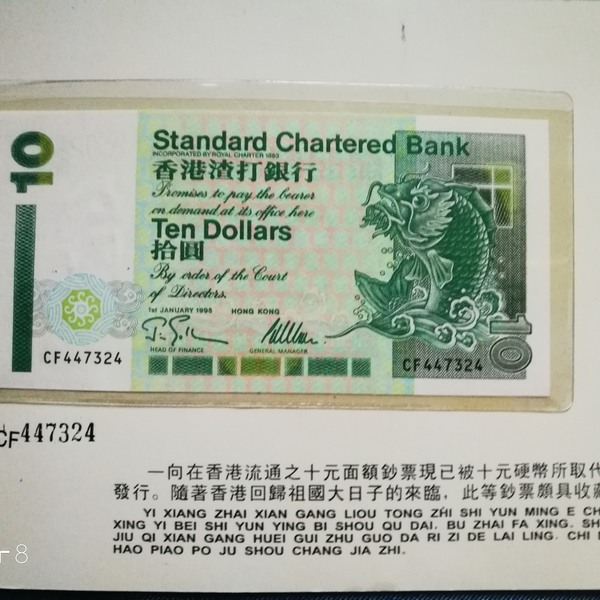 10
Standard Chartered Bank
INCORPORATED BY ROYAL CHARTER 1853
香港渣打銀行
Promises to pay the bearer
on demand at its office here
Ten Dollars
拾圓
By order of the Court
of Directors.
1st JANUARY 1995 HONG KONG
HEAD OF FINANCE GENERAL MANAGER
CF447324 CF447324
10
CF447324
一向在香港流通之十元面額鈔票現已被十元硬幣所取代
發行。隨著香港回歸祖國大日子的來臨，此等鈔票頗具收藏
YI XIANG ZHAI XIAN GANG LIOU TONG ZHI SHI YUN MING E CH
XING YI BEI SHI YUN YING BI SHOU QU DAI. BU ZHAI FA XING. SH
JIU QI XIAN GANG HUEI GUI ZHU GUO DA RI ZI DE LAI LING. CHI D
HAO PIAO PO JU SHOU CHANG JIA ZHI.
8